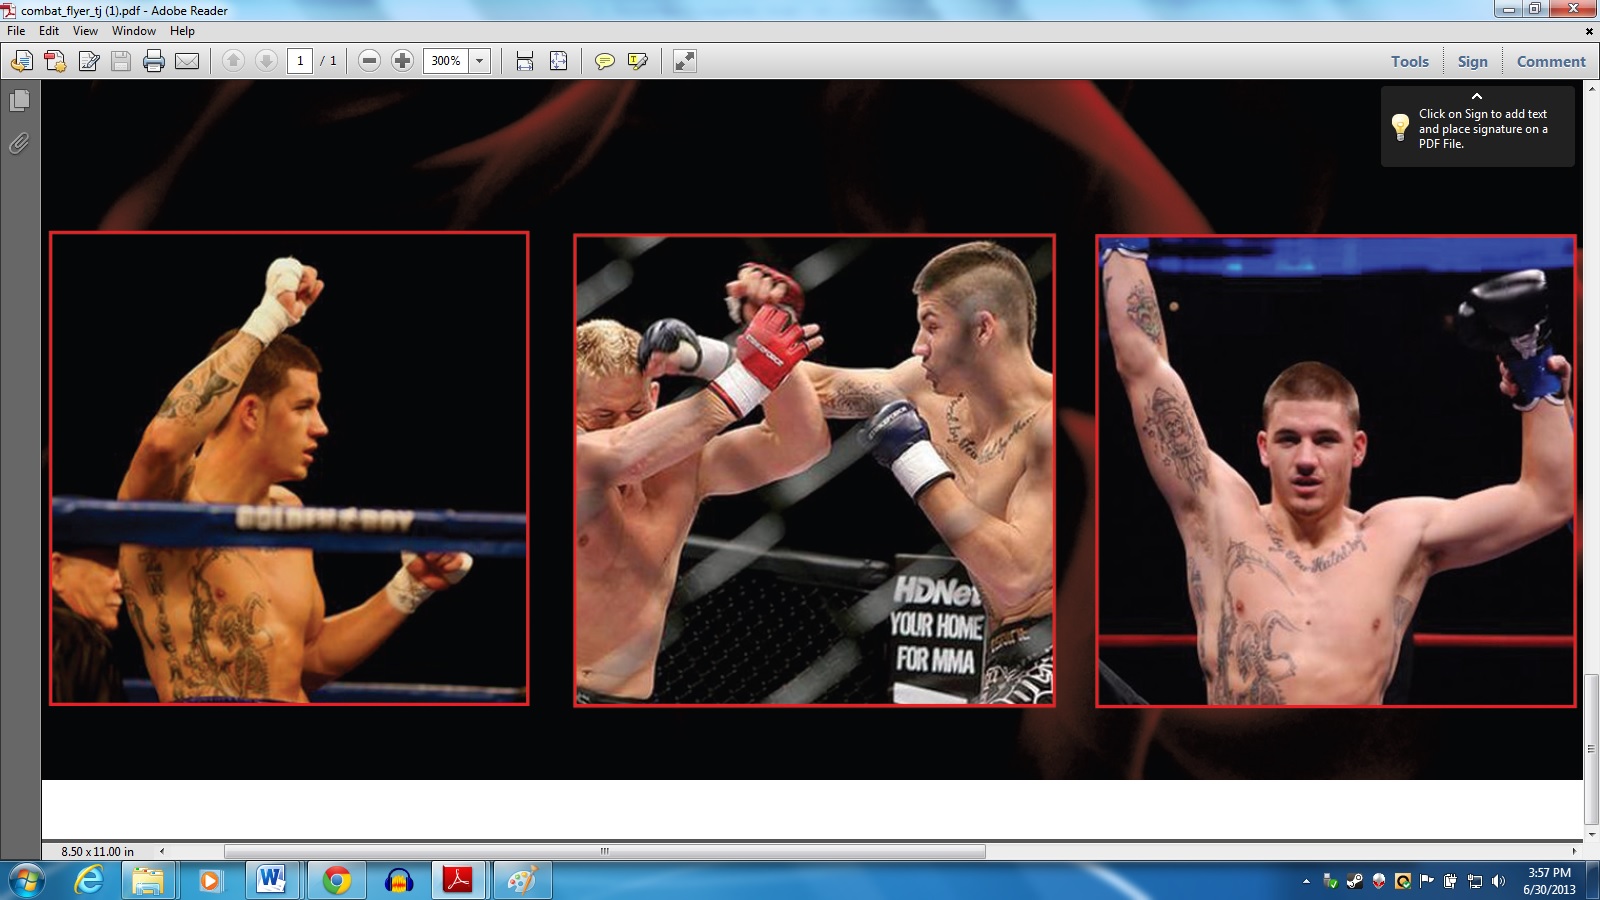 combat_flyer_tj (1).pdf - Adobe Reader
File Edit View Window Help
1 / 1
300%
Tools Sign Comment
Click on Sign to add text
and place signature on a
PDF File.
STRIKEFORCE
STRIKEFORCE
GOLDEN BOY
HDNet
YOUR HOME
FOR MMA
8.50 x 11.00 in
3:57 PM
6/30/2013